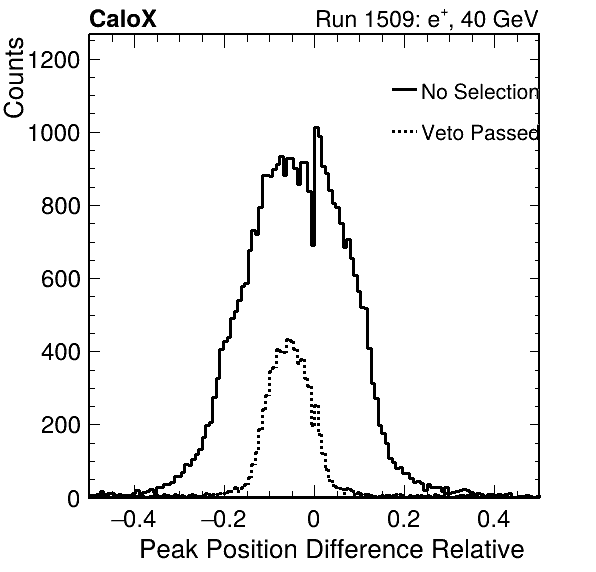 CaloX Run 1509: e+, 40 GeV
Counts
1200
1000
800
600
400
200
0
No Selection
Veto Passed
−0.4 −0.2 0 0.2 0.4
Peak Position Difference Relative